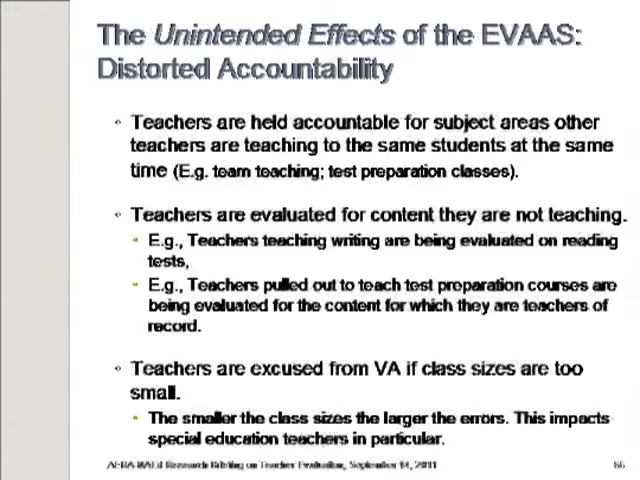 The Unintended Effects of the EVAAS:
Distorted Accountability
• Teachers are held accountable for subject areas other
teachers are teaching to the same students at the same
time (E.g. team teaching; test preparation classes).
• Teachers are evaluated for content they are not teaching.
• E.g., Teachers teaching writing are being evaluated on reading
tests,
• E.g., Teachers pulled out to teach test preparation courses are
being evaluated for the content for which they are teachers of
record.
• Teachers are excused from VA if class sizes are too
small.
• The smaller the class sizes the larger the errors. This impacts
special education teachers in particular.
Research Briefing on Teacher Evaluation, September 14, 2011